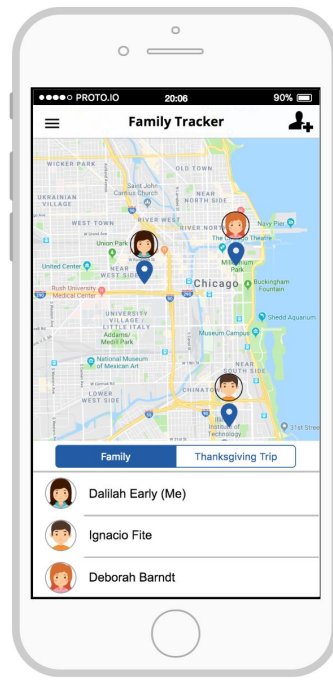 PROTO.IO 20:06 90%
Family Tracker
WICKER PARK
OLD TOWN
Saint John
Cantius Church
NEAR
NORTH SIDE
UKRAINIAN
VILLAGE
WEST TOWN
RIVER WEST
RIVER NORTH
Navy Pier
W Grand Ave
Union Park
The Chicago Theatre
United Center
NEAR
WEST SIDE
Millennium
Park
Chicago
Buckingham
Fountain
Rush University
Medical Center
UNIVERSITY
VILLAGE /
LITTLE ITALY
Shedd Aquarium
Addams/
Medill Park
Museum Campus
National Museum
of Mexican Art
NEAR
SOUTH SIDE
LOWER
WEST SIDE
CHINATOWN
Illinois
Institute of
Technology
31st Street
Family
Thanksgiving Trip
Dalilah Early (Me)
Ignacio Fite
Deborah Barndt